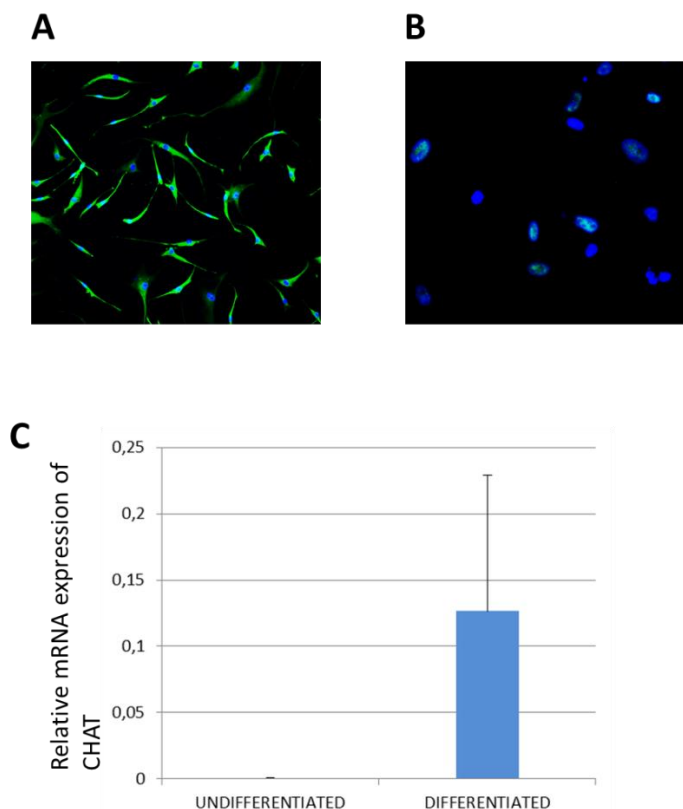 A
B
C
Relative mRNA expression of
CHAT
0,25
0,2
0,15
0,1
0,05
0
UNDIFFERENTIATED
DIFFERENTIATED